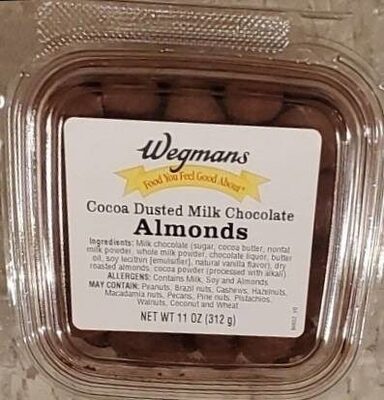 Wegmans
Food You Feel Good About®
Cocoa Dusted Milk Chocolate
Almonds
Ingredients: Milk chocolate (sugar, cocoa butter, nonfat
milk powder, whole milk powder, chocolate liquor, butter
oil, soy lecithin [emulsifier], natural vanilla flavor), dry
roasted almonds, cocoa powder (processed with alkali)
ALLERGENS: Contains Milk, Soy and Almonds
MAY CONTAIN: Peanuts, Brazil nuts, Cashews, Hazelnuts,
Macadamia nuts, Pecans, Pine nuts, Pistachios,
Walnuts, Coconut and Wheat
NET WT 11 OZ (312 g)